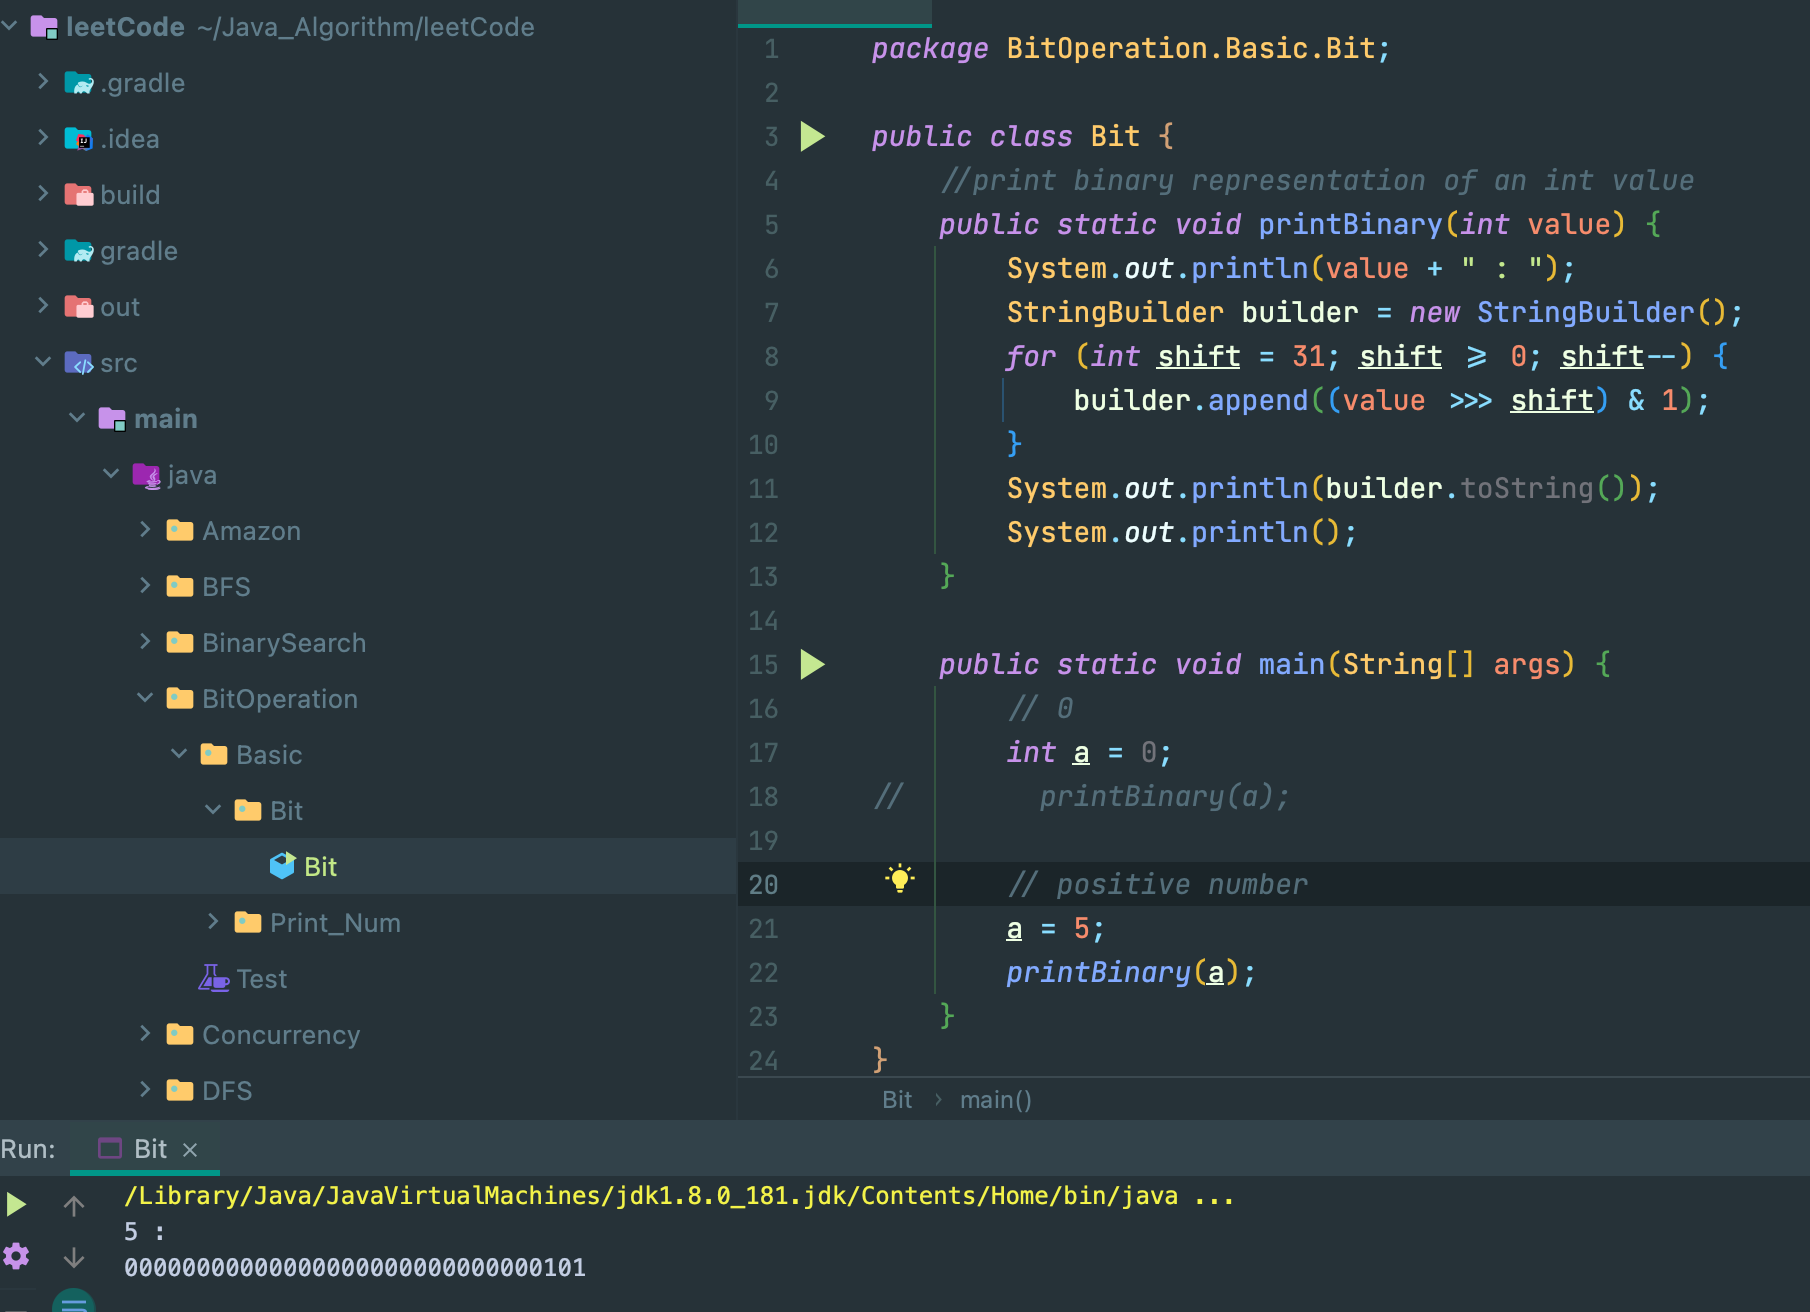 leetCode ~/Java_Algorithm/leetCode
.gradle
.idea
build
gradle
out
src
main
java
Amazon
BFS
BinarySearch
BitOperation
Basic
Bit
Bit
Print_Num
Test
Concurrency
DFS
1 package BitOperation.Basic.Bit;
2
3 public class Bit {
4 //print binary representation of an int value
5 public static void printBinary(int value) {
6 System.out.println(value + " : ");
7 StringBuilder builder = new StringBuilder();
8 for (int shift = 31; shift >= 0; shift--) {
9 builder.append((value >>> shift) & 1);
10 }
11 System.out.println(builder.toString());
12 System.out.println();
13 }
14
15 public static void main(String[] args) {
16 // 0
17 int a = 0;
18 // printBinary(a);
19
20 // positive number
21 a = 5;
22 printBinary(a);
23 }
24 }
Bit › main()
Run: Bit ×
/Library/Java/JavaVirtualMachines/jdk1.8.0_181.jdk/Contents/Home/bin/java ...
5 :
00000000000000000000000000000101